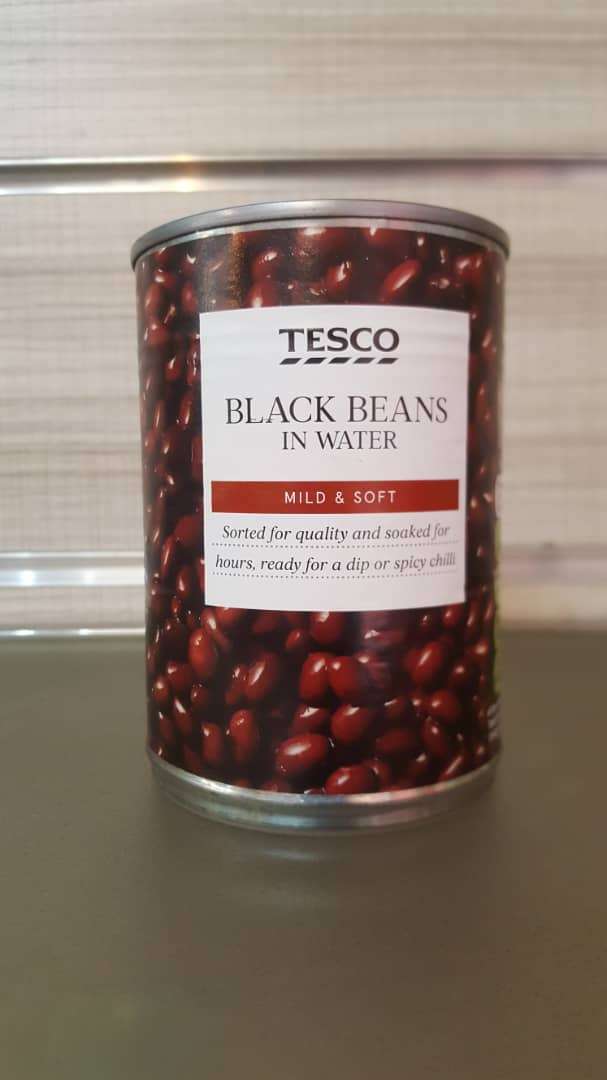 TESCO
BLACK BEANS
IN WATER
MILD & SOFT
Sorted for quality and soaked for
hours, ready for a dip or spicy chilli